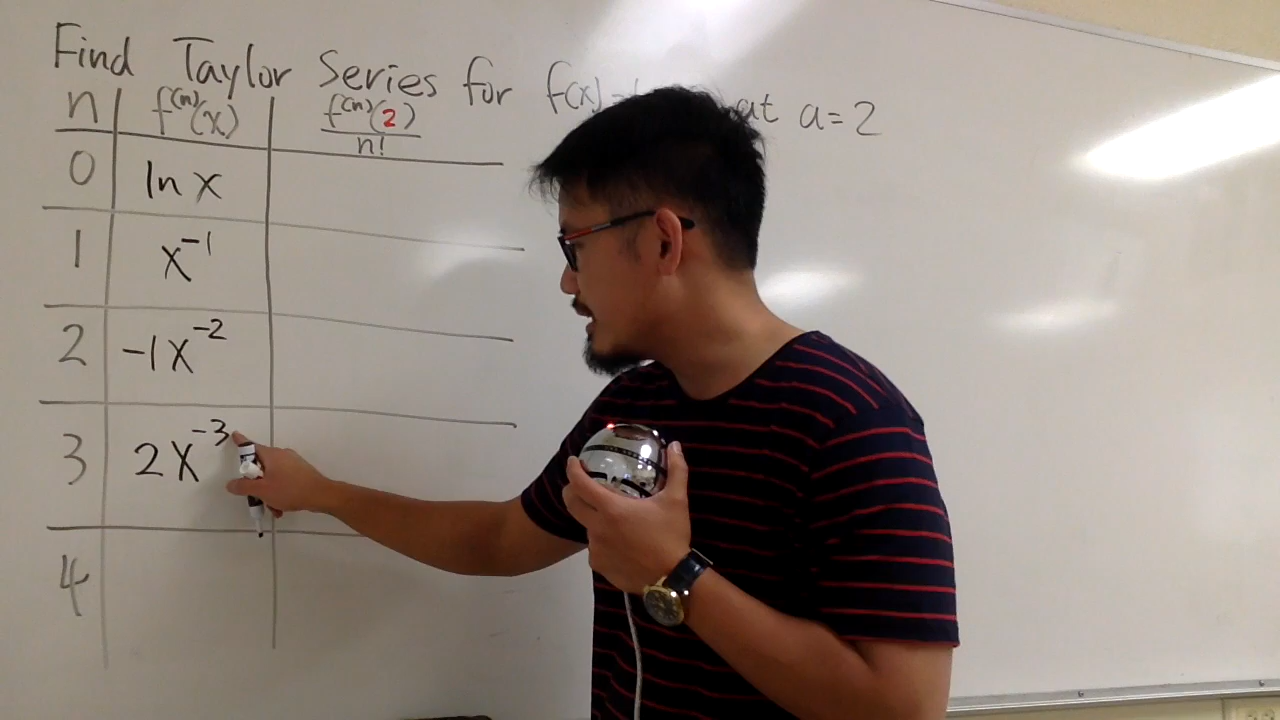 Find Taylor Series for f(x) = at a=2
n f⁽ⁿ⁾(x) f⁽ⁿ⁾(2)/n!
0 ln x
1 x⁻¹
2 -1x⁻²
3 2x⁻³
4